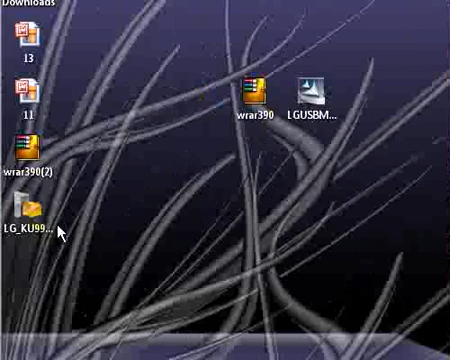 Downloads
13
11
wrar390
LGUSBM...
wrar390(2)
LG_KU99...